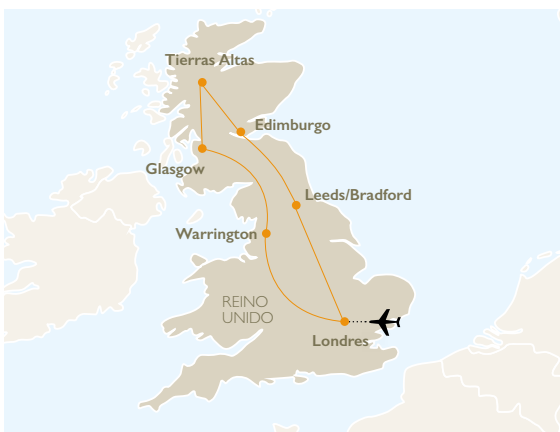 Tierras Altas
Edimburgo
Glasgow
Leeds/Bradford
Warrington
REINO
UNIDO
Londres